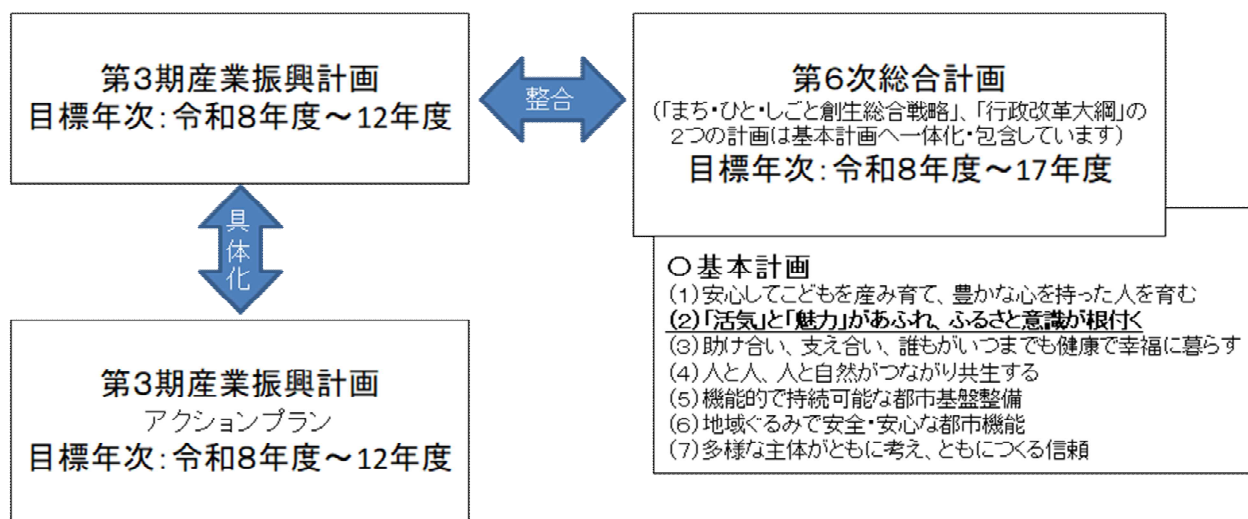 第3期産業振興計画
目標年次：令和8年度～12年度
整合
第6次総合計画
(「まち・ひと・しごと創生総合戦略」、「行政改革大綱」の
2つの計画は基本計画へ一体化・包含しています)
目標年次：令和8年度～17年度
具体化
〇基本計画
(1)安心してこどもを産み育て、豊かな心を持った人を育む
(2)「活気」と「魅力」があふれ、ふるさと意識が根付く
(3)助け合い、支え合い、誰もがいつまでも健康で幸福に暮らす
(4)人と人、人と自然がつながり共生する
(5)機能的で持続可能な都市基盤整備
(6)地域ぐるみで安全・安心な都市機能
(7)多様な主体がともに考え、ともにつくる信頼
第3期産業振興計画
アクションプラン
目標年次：令和8年度～12年度